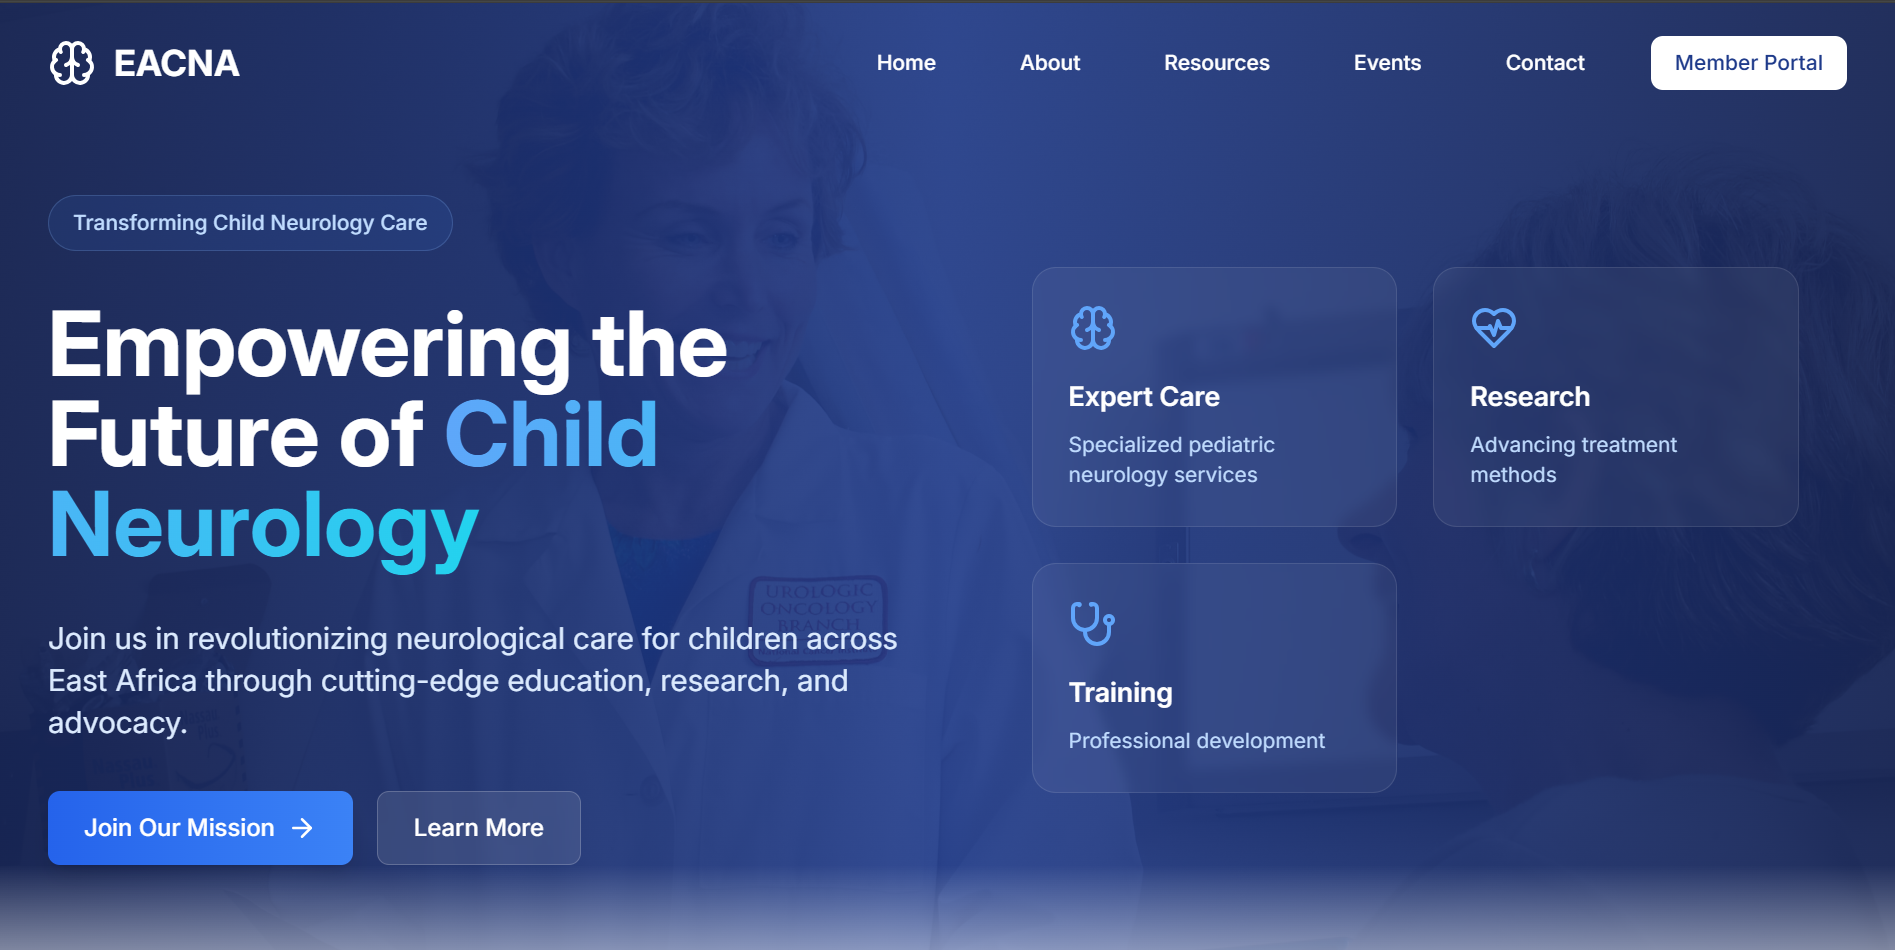 EACNA
Home
About
Resources
Events
Contact
Member Portal
Transforming Child Neurology Care
Empowering the
Future of Child
Neurology
Join us in revolutionizing neurological care for children across
East Africa through cutting-edge education, research, and
advocacy.
Join Our Mission
Learn More
UROLOGIC
ONCOLOGY
BRANCH
Expert Care
Specialized pediatric
neurology services
Research
Advancing treatment
methods
Training
Professional development